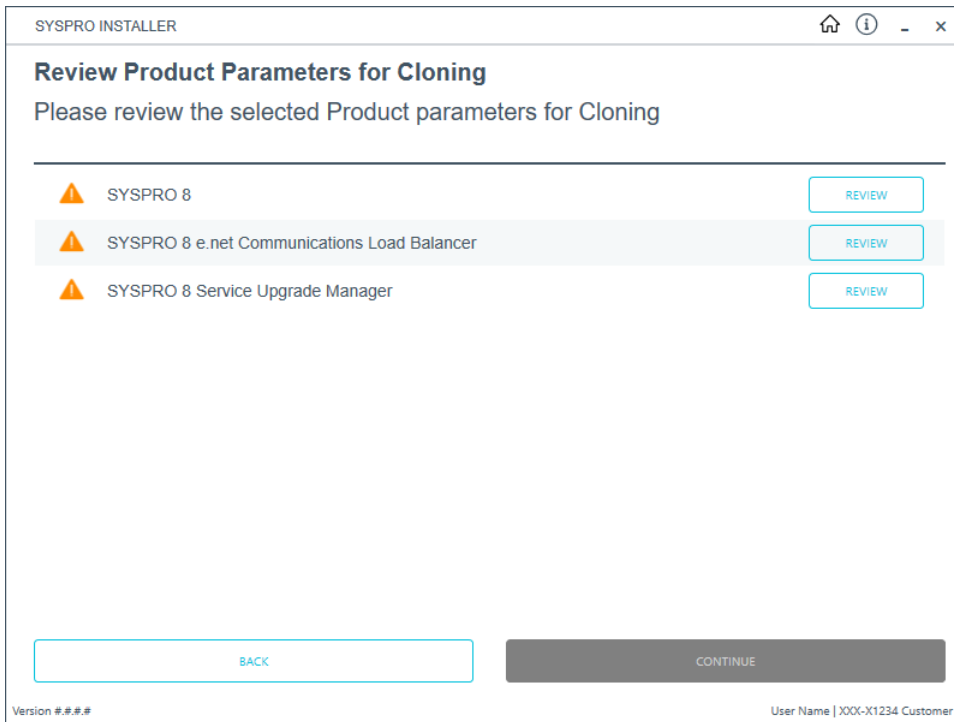 SYSPRO INSTALLER
Review Product Parameters for Cloning
Please review the selected Product parameters for Cloning
SYSPRO 8 REVIEW
SYSPRO 8 e.net Communications Load Balancer REVIEW
SYSPRO 8 Service Upgrade Manager REVIEW
BACK CONTINUE
Version #.#.#.# User Name | XXX-X1234 Customer